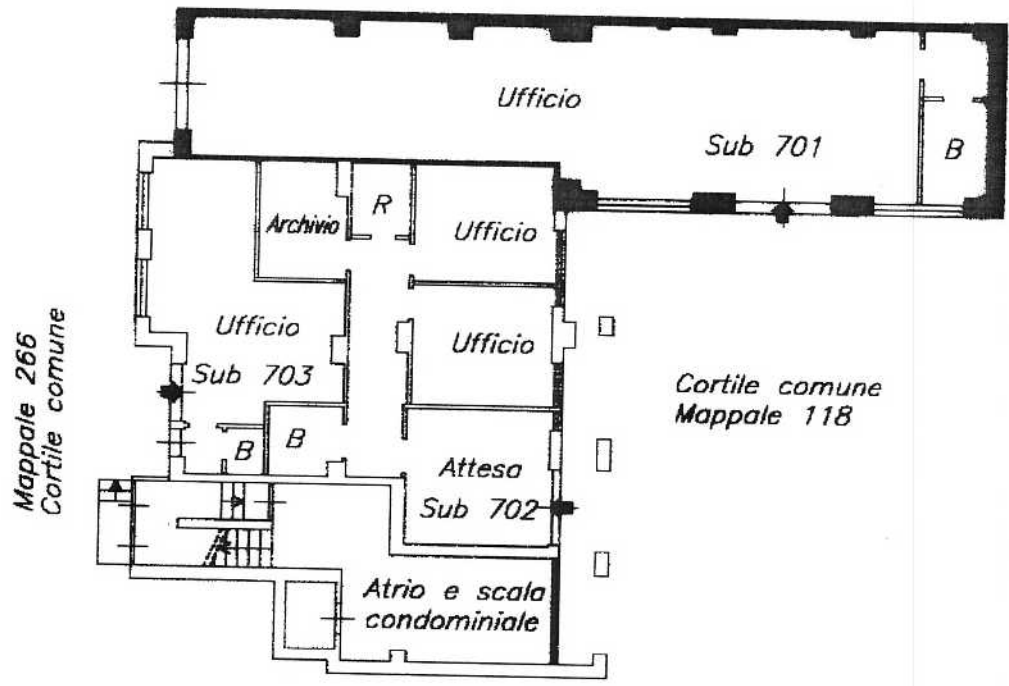 Ufficio
Sub 701
B
Archivio
R
Ufficio
Ufficio
Sub 703
Ufficio
B
B
Attesa
Sub 702
Mappale 266
Cortile comune
Cortile comune
Mappale 118
Atrio e scala
condominiale